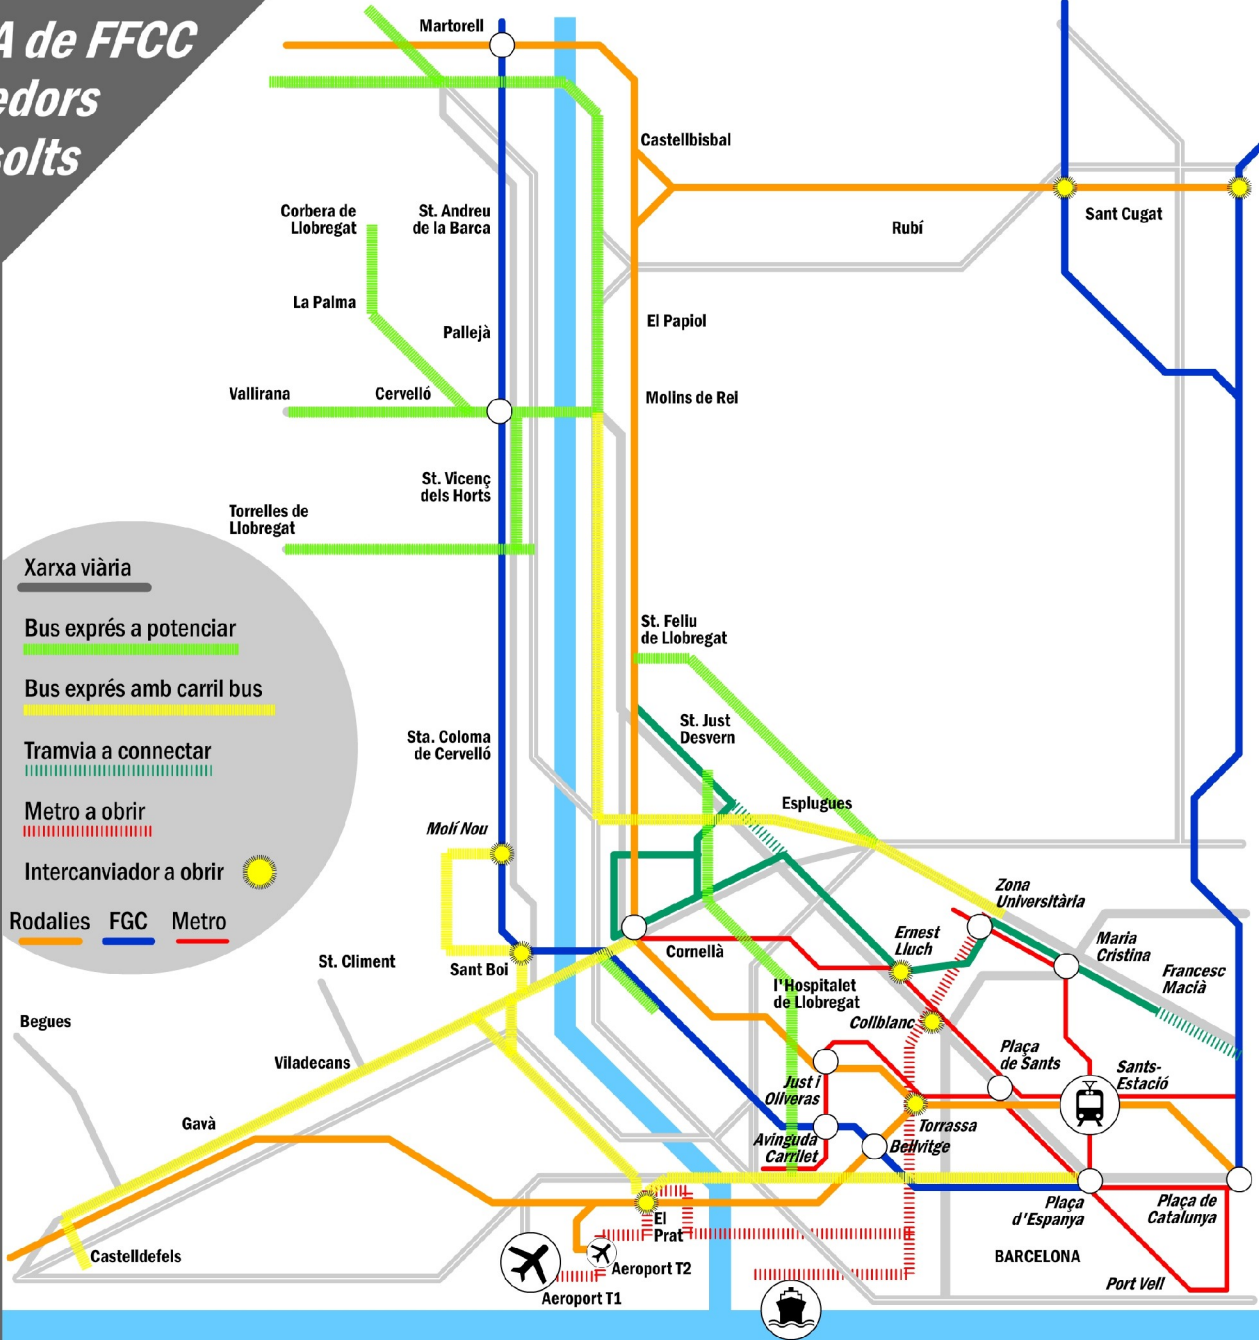 A de FFCC
edors
solts
Martorell
Castellbisbal
Corbera de
Llobregat
St. Andreu
de la Barca
Sant Cugat
Rubí
La Palma
Pallejà
El Papiol
Vallirana
Cervelló
Molins de Rei
St. Vicenç
dels Horts
Torrelles de
Llobregat
Xarxa viària
Bus exprés a potenciar
Bus exprés amb carril bus
Tramvia a connectar
Metro a obrir
Intercanviador a obrir
Rodalies FGC Metro
St. Feliu
de Llobregat
St. Just
Desvern
Sta. Coloma
de Cervelló
Esplugues
Molí Nou
Zona
Universitària
Ernest
Lluch
Maria
Cristina
Cornellà
Sant Boi
St. Climent
Francesc
Macià
l'Hospitalet
de Llobregat
Collblanc
Begues
Viladecans
Plaça
de Sants
Sants-
Estació
Just i
Oliveras
Gavà
Torrassa
Avinguda
Carrilet
Bellvitge
Plaça
d'Espanya
Plaça de
Catalunya
El
Prat
Castelldefels
BARCELONA
Aeroport T2
Port Vell
Aeroport T1